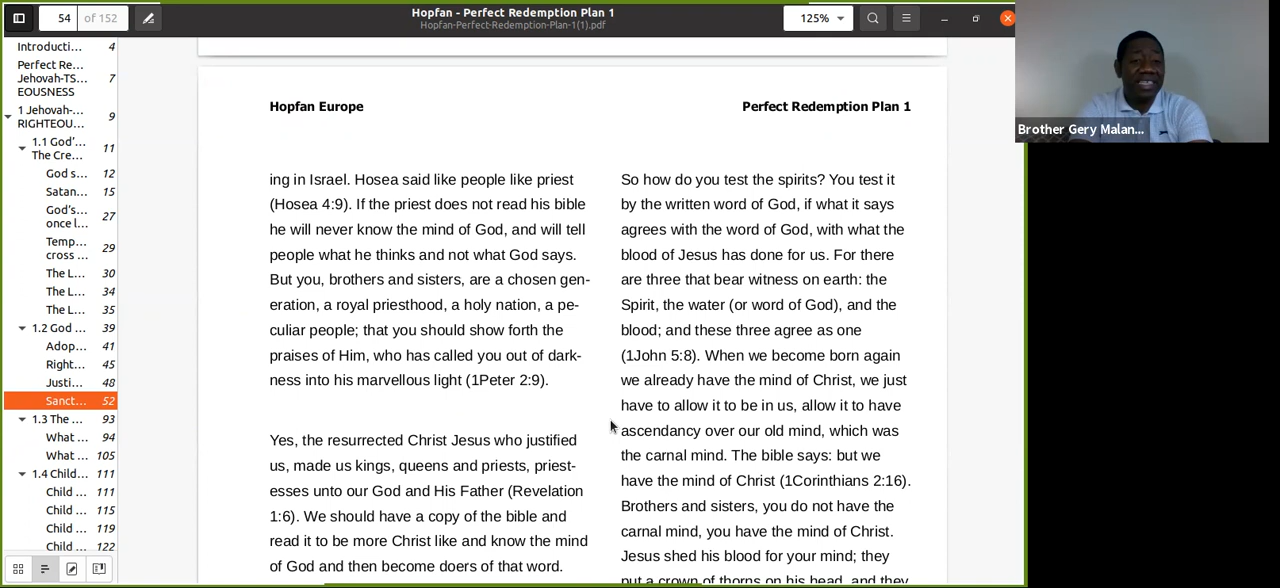 54
of 152
Hopfan - Perfect Redemption Plan 1
Hopfan-Perfect-Redemption-Plan-1(1).pdf
125%
Introducti... 4
Perfect Re...
Jehovah-TS... 7
EOUSNESS
1 Jehovah-... 9
RIGHTEOU...
1.1 God'... 11
The Cre...
God s... 12
Satan... 15
God's... 27
once l...
Temp... 29
cross ...
The L... 30
The L... 34
The L... 35
1.2 God ... 39
Adop... 41
Right... 45
Justi... 48
Sanct... 52
1.3 The ... 93
What ... 94
What ... 105
1.4 Child... 111
Child ... 111
Child ... 115
Child ... 119
Child ... 122
Hopfan Europe
Perfect Redemption Plan 1
ing in Israel. Hosea said like people like priest
(Hosea 4:9). If the priest does not read his bible
he will never know the mind of God, and will tell
people what he thinks and not what God says.
But you, brothers and sisters, are a chosen gen-
eration, a royal priesthood, a holy nation, a pe-
culiar people; that you should show forth the
praises of Him, who has called you out of dark-
ness into his marvellous light (1Peter 2:9).
Yes, the resurrected Christ Jesus who justified
us, made us kings, queens and priests, priest-
esses unto our God and His Father (Revelation
1:6). We should have a copy of the bible and
read it to be more Christ like and know the mind
of God and then become doers of that word.
So how do you test the spirits? You test it
by the written word of God, if what it says
agrees with the word of God, with what the
blood of Jesus has done for us. For there
are three that bear witness on earth: the
Spirit, the water (or word of God), and the
blood; and these three agree as one
(1John 5:8). When we become born again
we already have the mind of Christ, we just
have to allow it to be in us, allow it to have
ascendancy over our old mind, which was
the carnal mind. The bible says: but we
have the mind of Christ (1Corinthians 2:16).
Brothers and sisters, you do not have the
carnal mind, you have the mind of Christ.
Jesus shed his blood for your mind; they
put a crown of thorns on his head, and they
Brother Gery Malan...